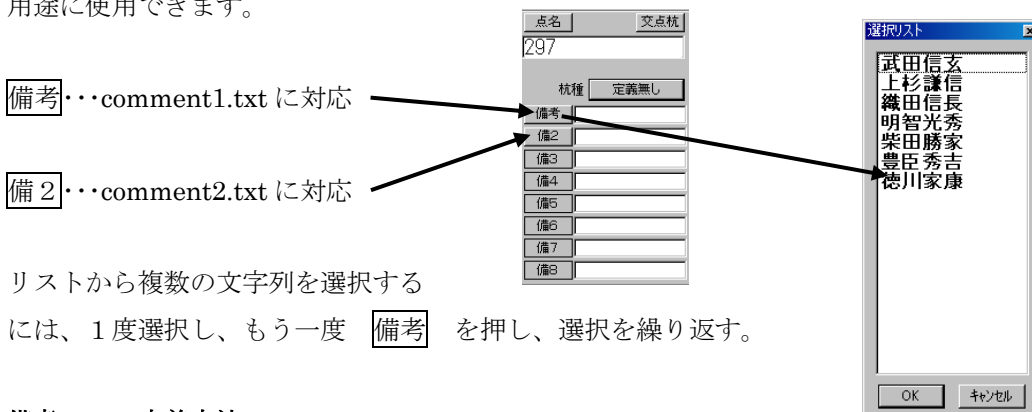 用途に使用できます。
備考・・・comment1.txt に対応
備２・・・comment2.txt に対応
リストから複数の文字列を選択する
には、１度選択し、もう一度　備考　を押し、選択を繰り返す。
点名 交点杭
297
杭種 定義無し
備考
備2
備3
備4
備5
備6
備7
備8
選択リスト
武田信玄
上杉謙信
織田信長
明智光秀
柴田勝家
豊臣秀吉
徳川家康
OK キャンセル